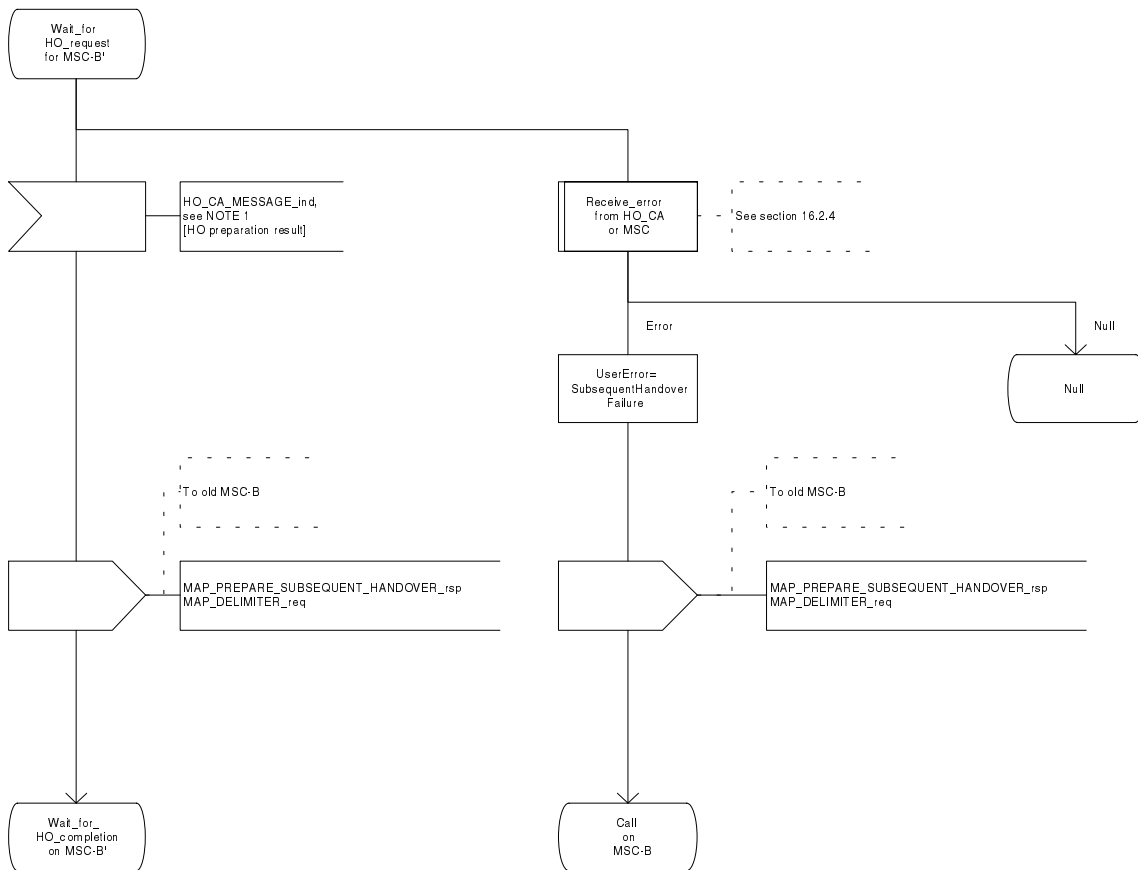 Wait_for
HO_request
for MSC-B'
HO_CA_MESSAGE_ind,
see NOTE 1
[HO preparation result]
Receive_error
from HO_CA
or MSC
See section 16.2.4
Error
Null
UserError=
SubsequentHandover
Failure
Null
To old MSC-B
To old MSC-B
MAP_PREPARE_SUBSEQUENT_HANDOVER_rsp
MAP_DELIMITER_req
MAP_PREPARE_SUBSEQUENT_HANDOVER_rsp
MAP_DELIMITER_req
Wait_for_
HO_completion
on MSC-B'
Call
on
MSC-B